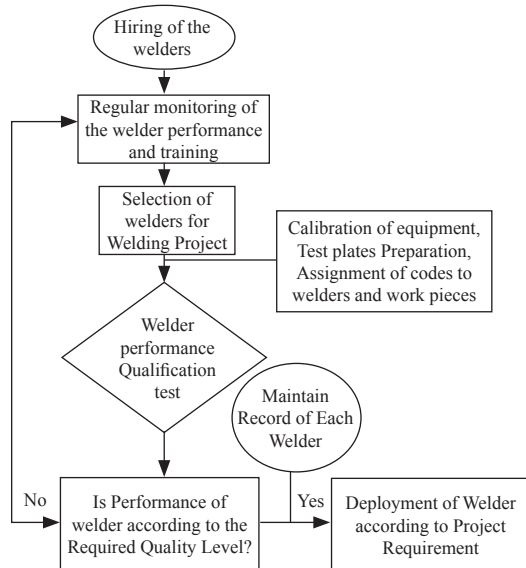 Hiring of the
welders
Regular monitoring of
the welder performance
and training
Selection of
welders for
Welding Project
Calibration of equipment,
Test plates Preparation,
Assignment of codes to
welders and work pieces
Welder
performance
Qualification
test
Maintain
Record of Each
Welder
No
Is Performance of
welder according to the
Required Quality Level?
Yes
Deployment of Welder
according to Project
Requirement